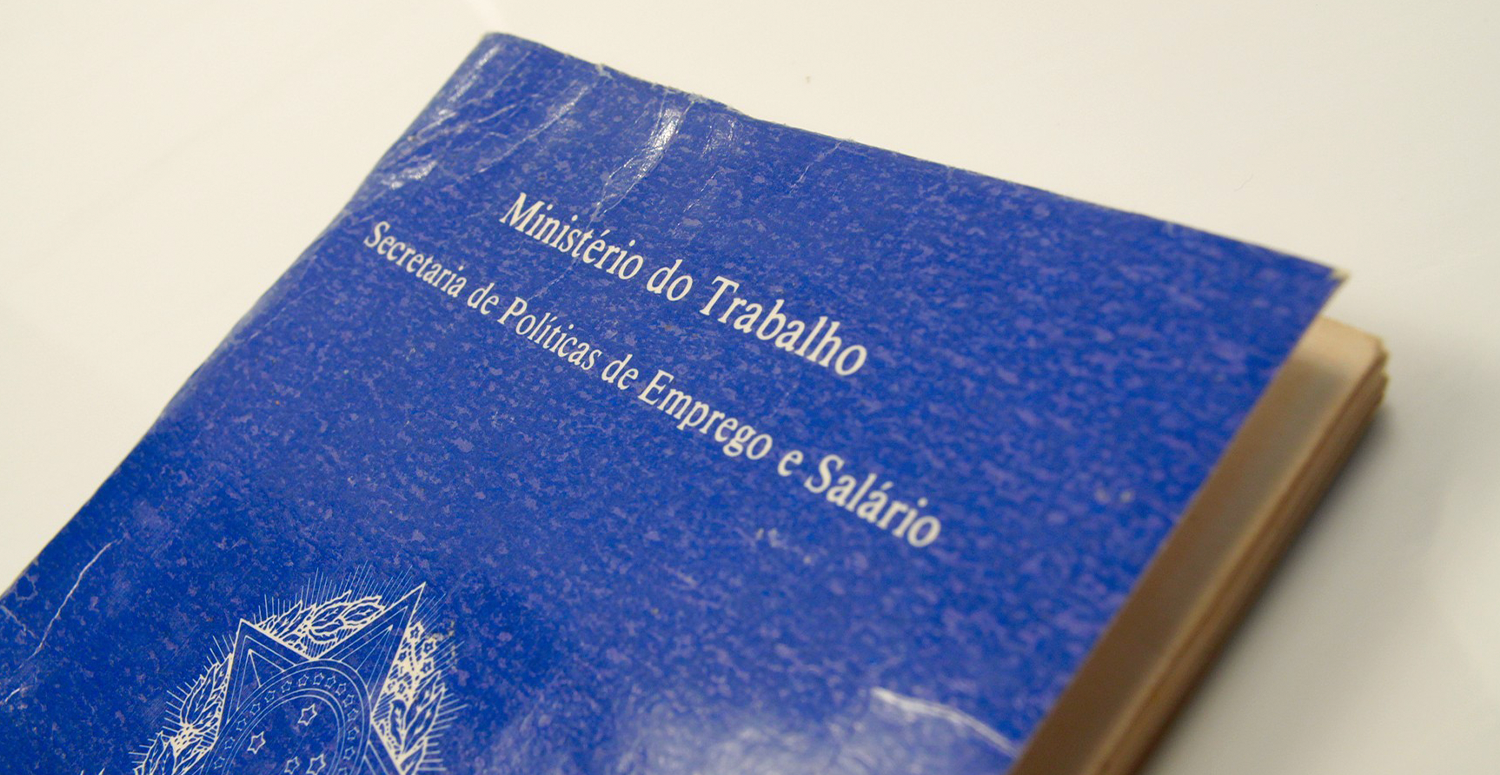 Ministério do Trabalho
Secretaria de Políticas de Emprego e Salário